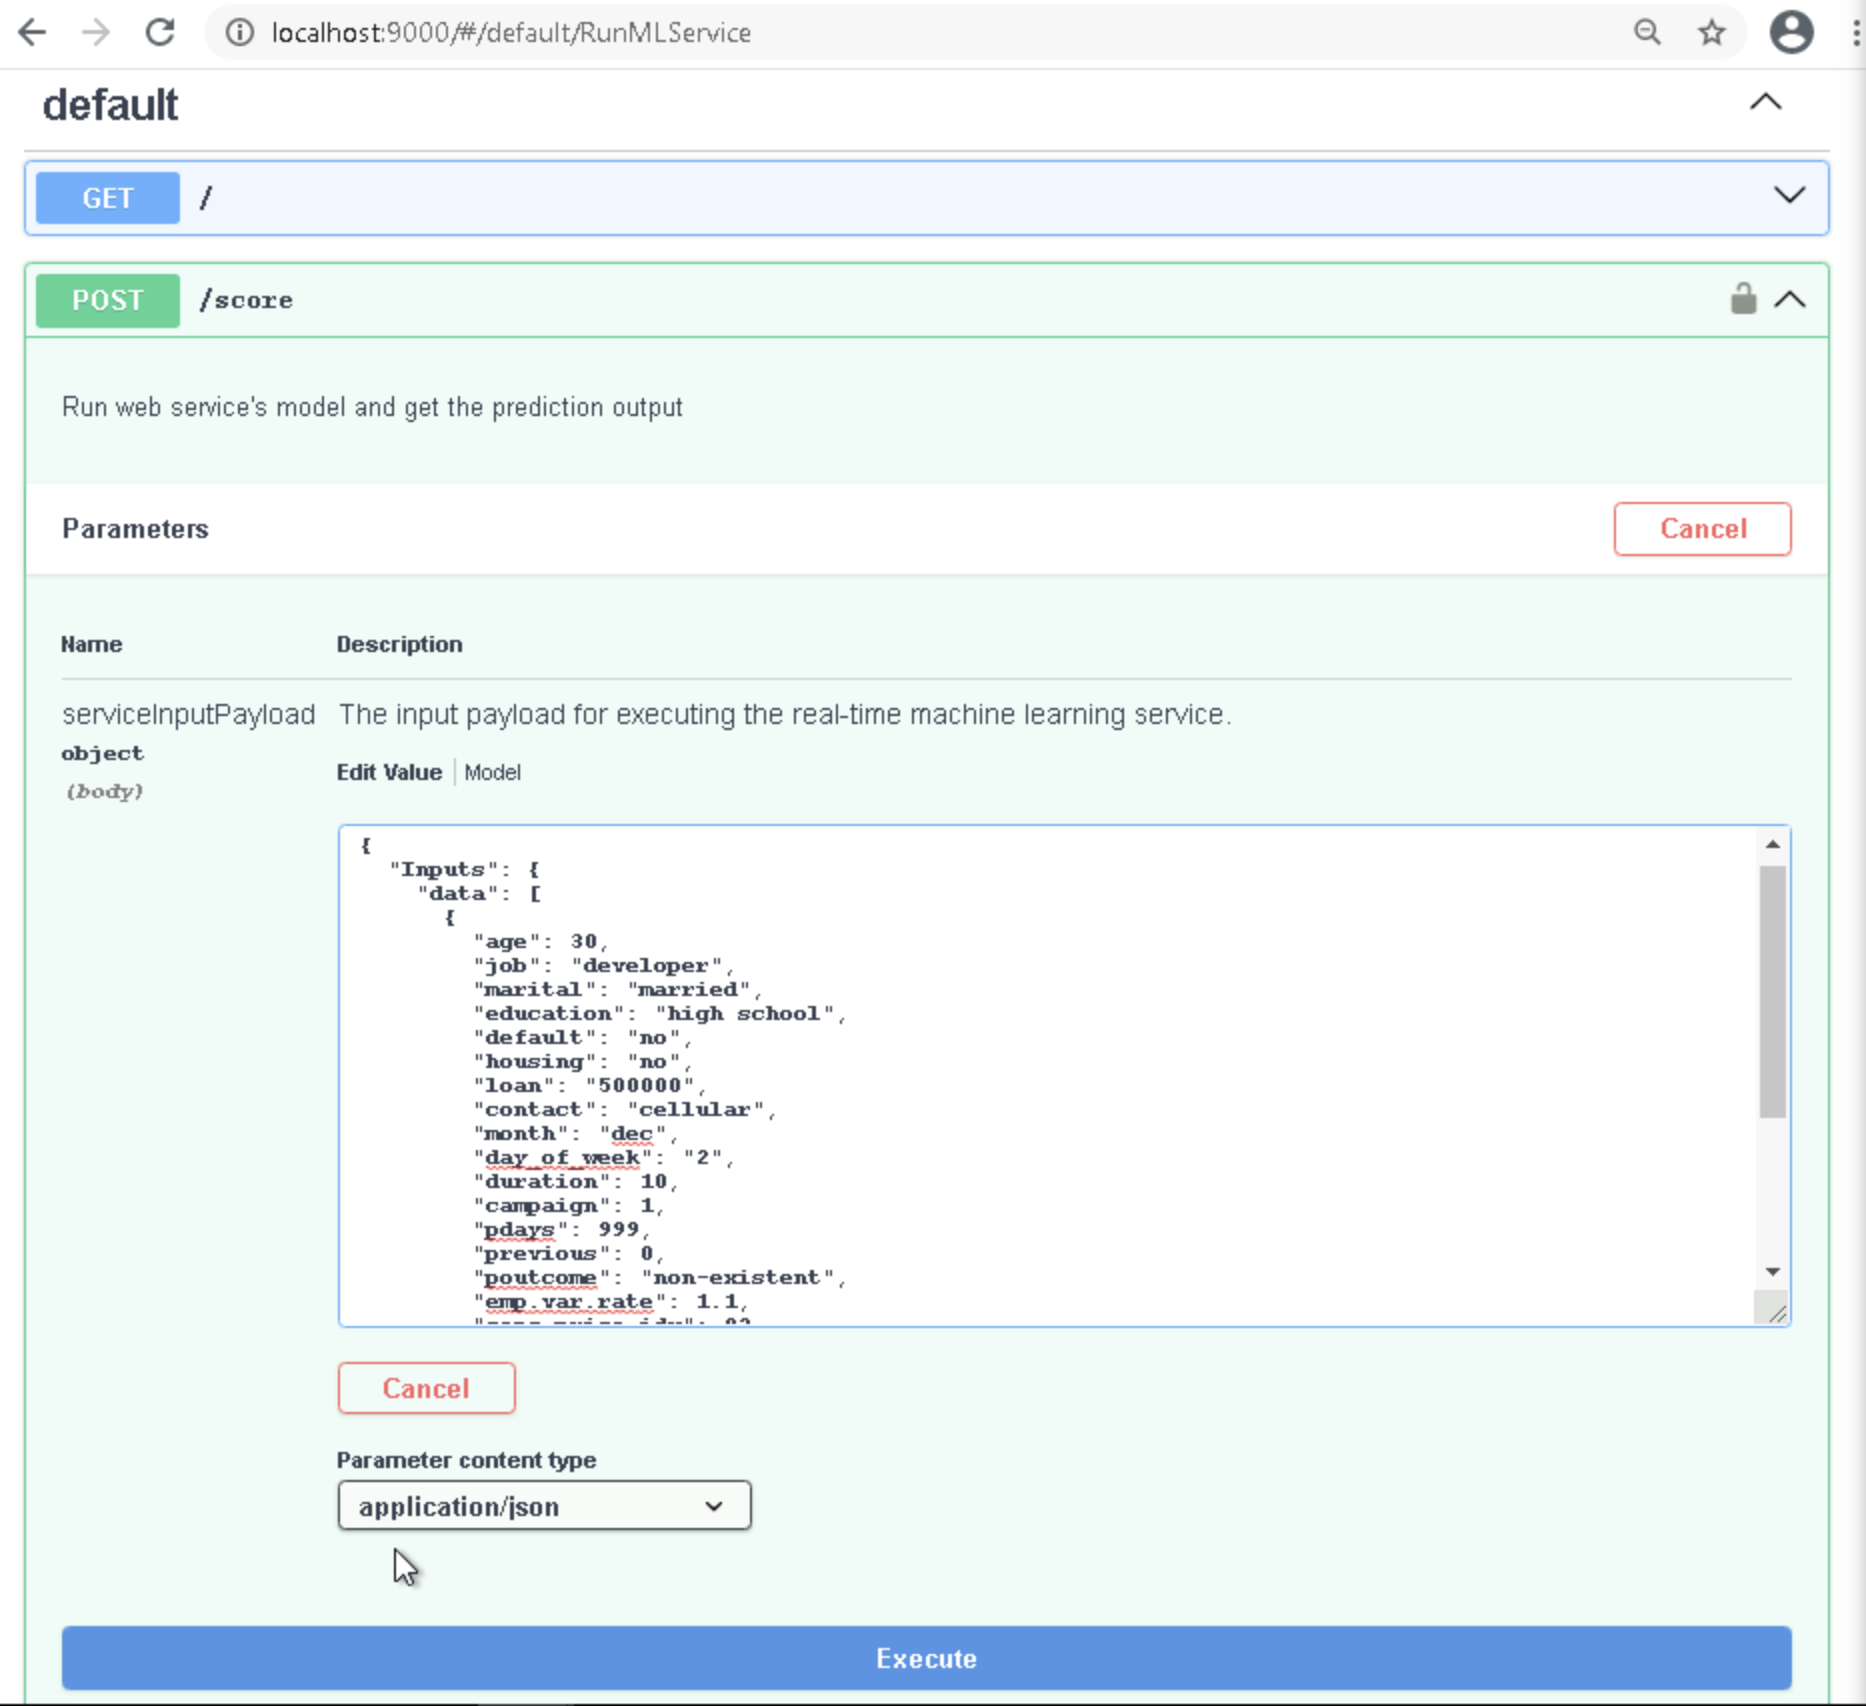 localhost:9000/#/default/RunMLService
default
GET /
POST /score
Run web service's model and get the prediction output
Parameters Cancel
Name Description
serviceInputPayload The input payload for executing the real-time machine learning service.
object
(body)
Edit Value Model
{
"Inputs": {
"data": [
{
"age": 30,
"job": "developer",
"marital": "married",
"education": "high school",
"default": "no",
"housing": "no",
"loan": "500000",
"contact": "cellular",
"month": "dec",
"day_of_week": "2",
"duration": 10,
"campaign": 1,
"pdays": 999,
"previous": 0,
"poutcome": "non-existent",
"emp.var.rate": 1.1,
Cancel
Parameter content type
application/json
Execute